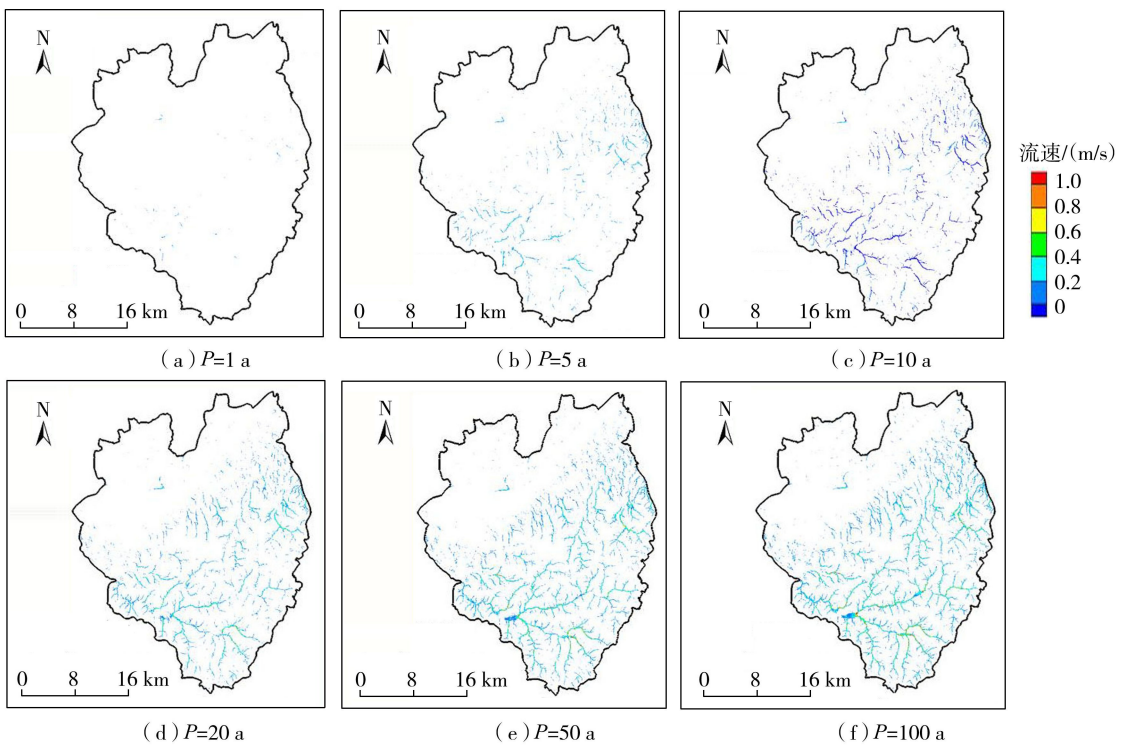 N
N
N
流速/(m/s)
1.0
0.8
0.6
0.4
0.2
0
0 8 16 km
0 8 16 km
0 8 16 km
(a) P=1 a
(b) P=5 a
(c) P=10 a
N
N
N
0 8 16 km
0 8 16 km
0 8 16 km
(d) P=20 a
(e) P=50 a
(f) P=100 a